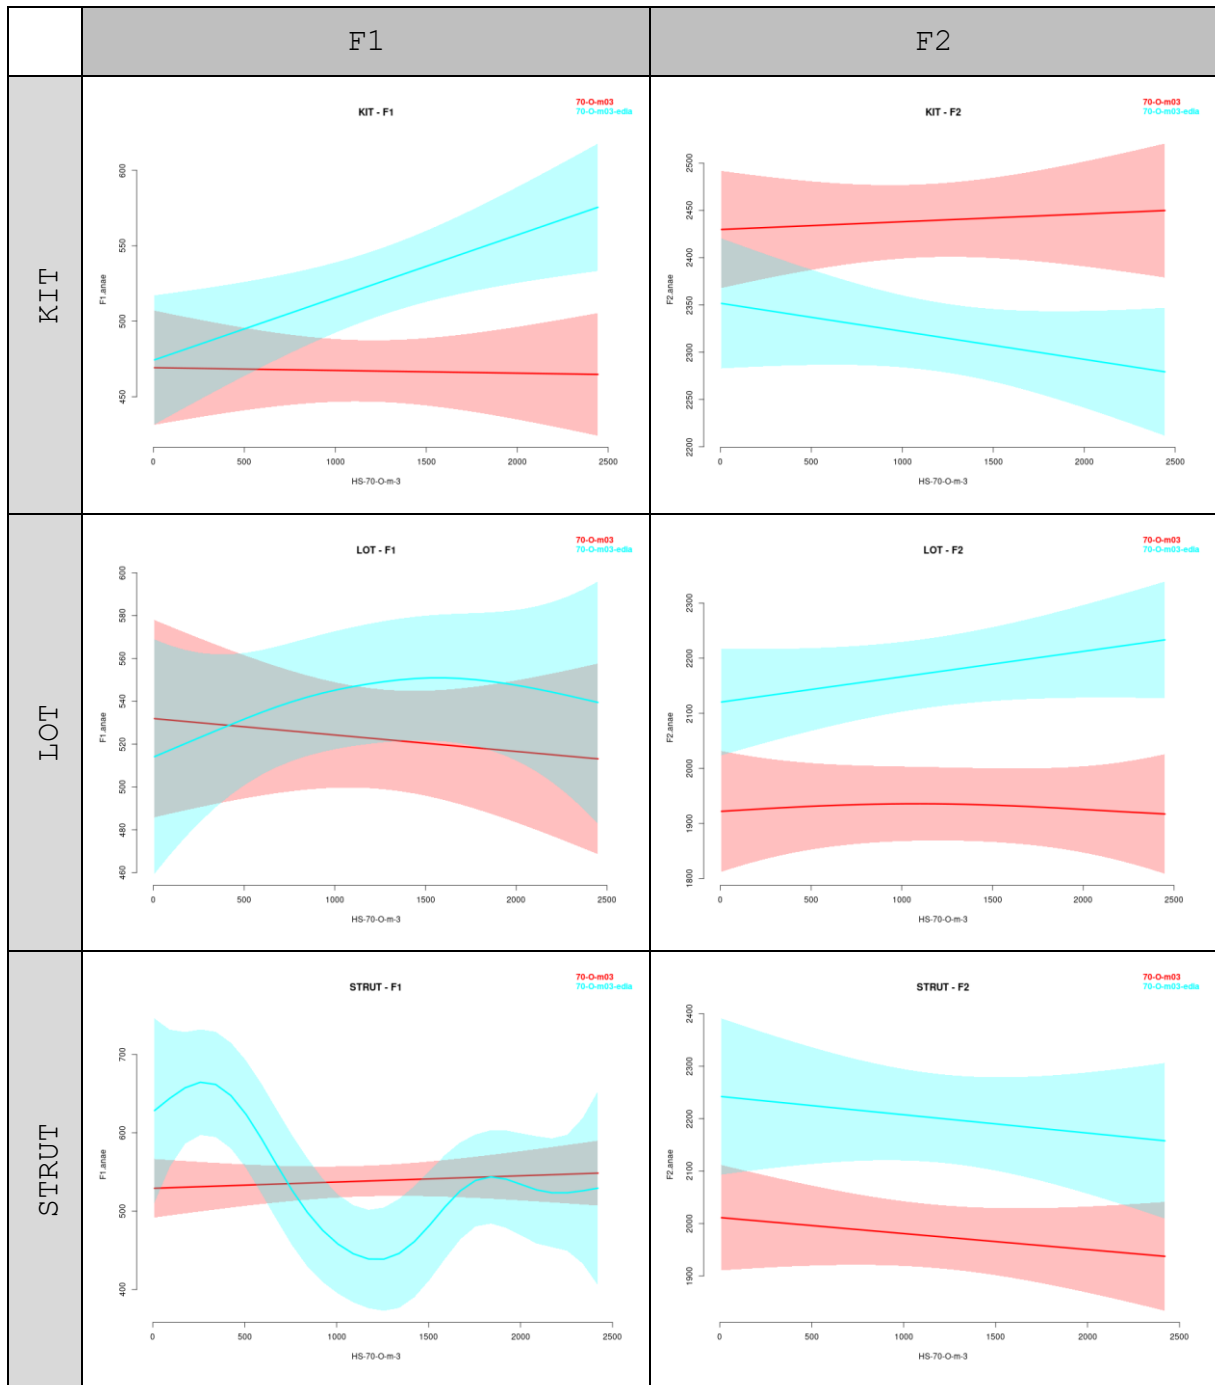 F1
F2
KIT
KIT - F1
70-O-m03
70-O-m03-edia
600
550
500
450
F1.anae
0 500 1000 1500 2000 2500
HS-70-O-m-3
KIT - F2
70-O-m03
70-O-m03-edia
2500
2450
2400
2350
2300
2250
2200
F2.anae
0 500 1000 1500 2000 2500
HS-70-O-m-3
LOT
LOT - F1
70-O-m03
70-O-m03-edia
600
580
560
540
520
500
480
460
F1.anae
0 500 1000 1500 2000 2500
HS-70-O-m-3
LOT - F2
70-O-m03
70-O-m03-edia
2300
2200
2100
2000
1900
1800
F2.anae
0 500 1000 1500 2000 2500
HS-70-O-m-3
STRUT
STRUT - F1
70-O-m03
70-O-m03-edia
700
600
500
400
F1.anae
0 500 1000 1500 2000 2500
HS-70-O-m-3
STRUT - F2
70-O-m03
70-O-m03-edia
2400
2300
2200
2100
2000
1900
F2.anae
0 500 1000 1500 2000 2500
HS-70-O-m-3